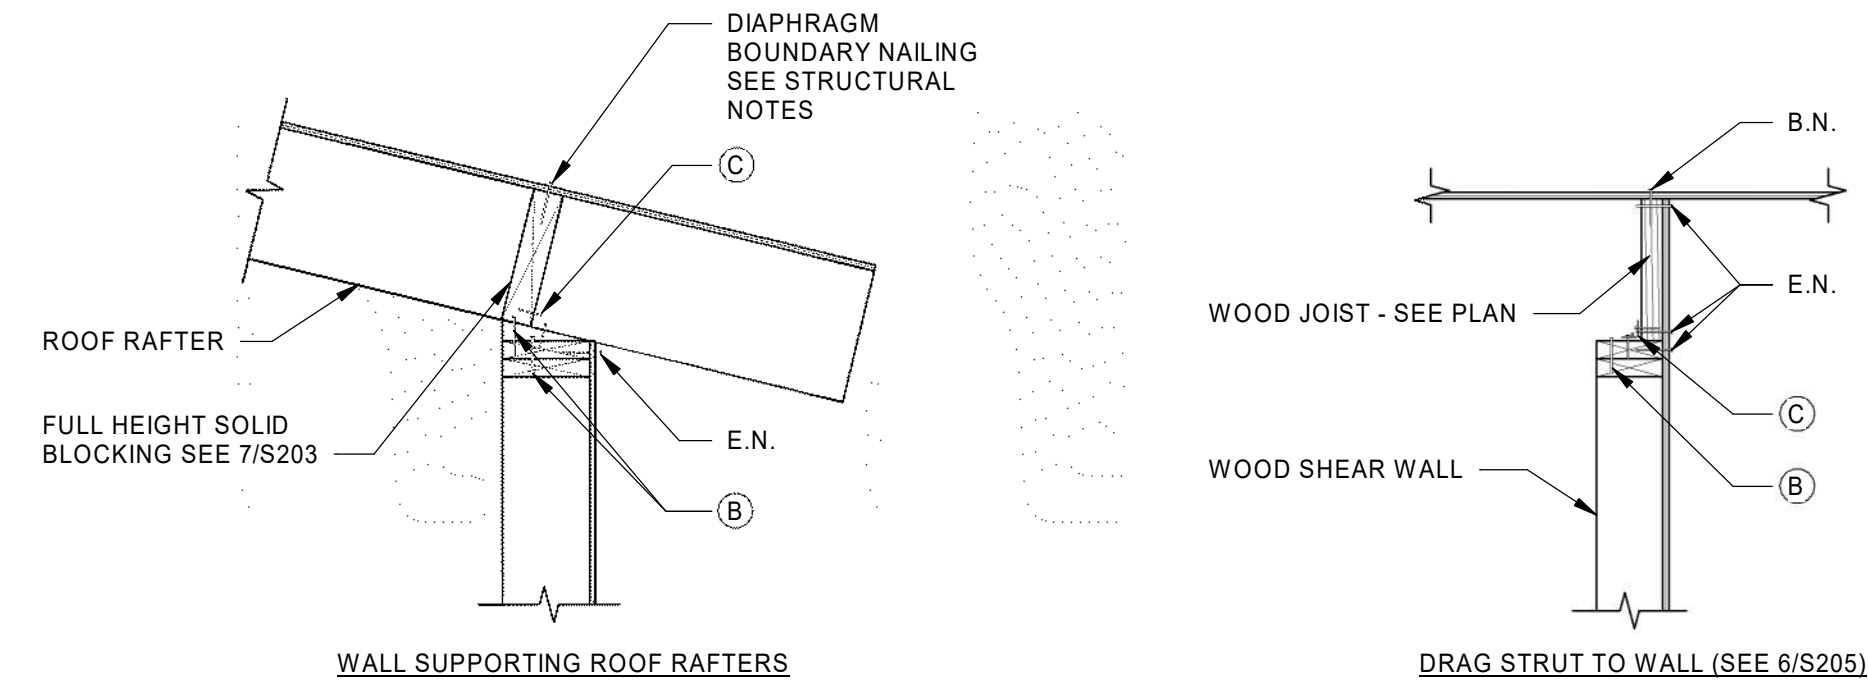 DIAPHRAGM
BOUNDARY NAILING
SEE STRUCTURAL
NOTES
C
ROOF RAFTER
FULL HEIGHT SOLID
BLOCKING SEE 7/S203
E.N.
B
WALL SUPPORTING ROOF RAFTERS
B.N.
E.N.
WOOD JOIST - SEE PLAN
C
WOOD SHEAR WALL
B
DRAG STRUT TO WALL (SEE 6/S205)